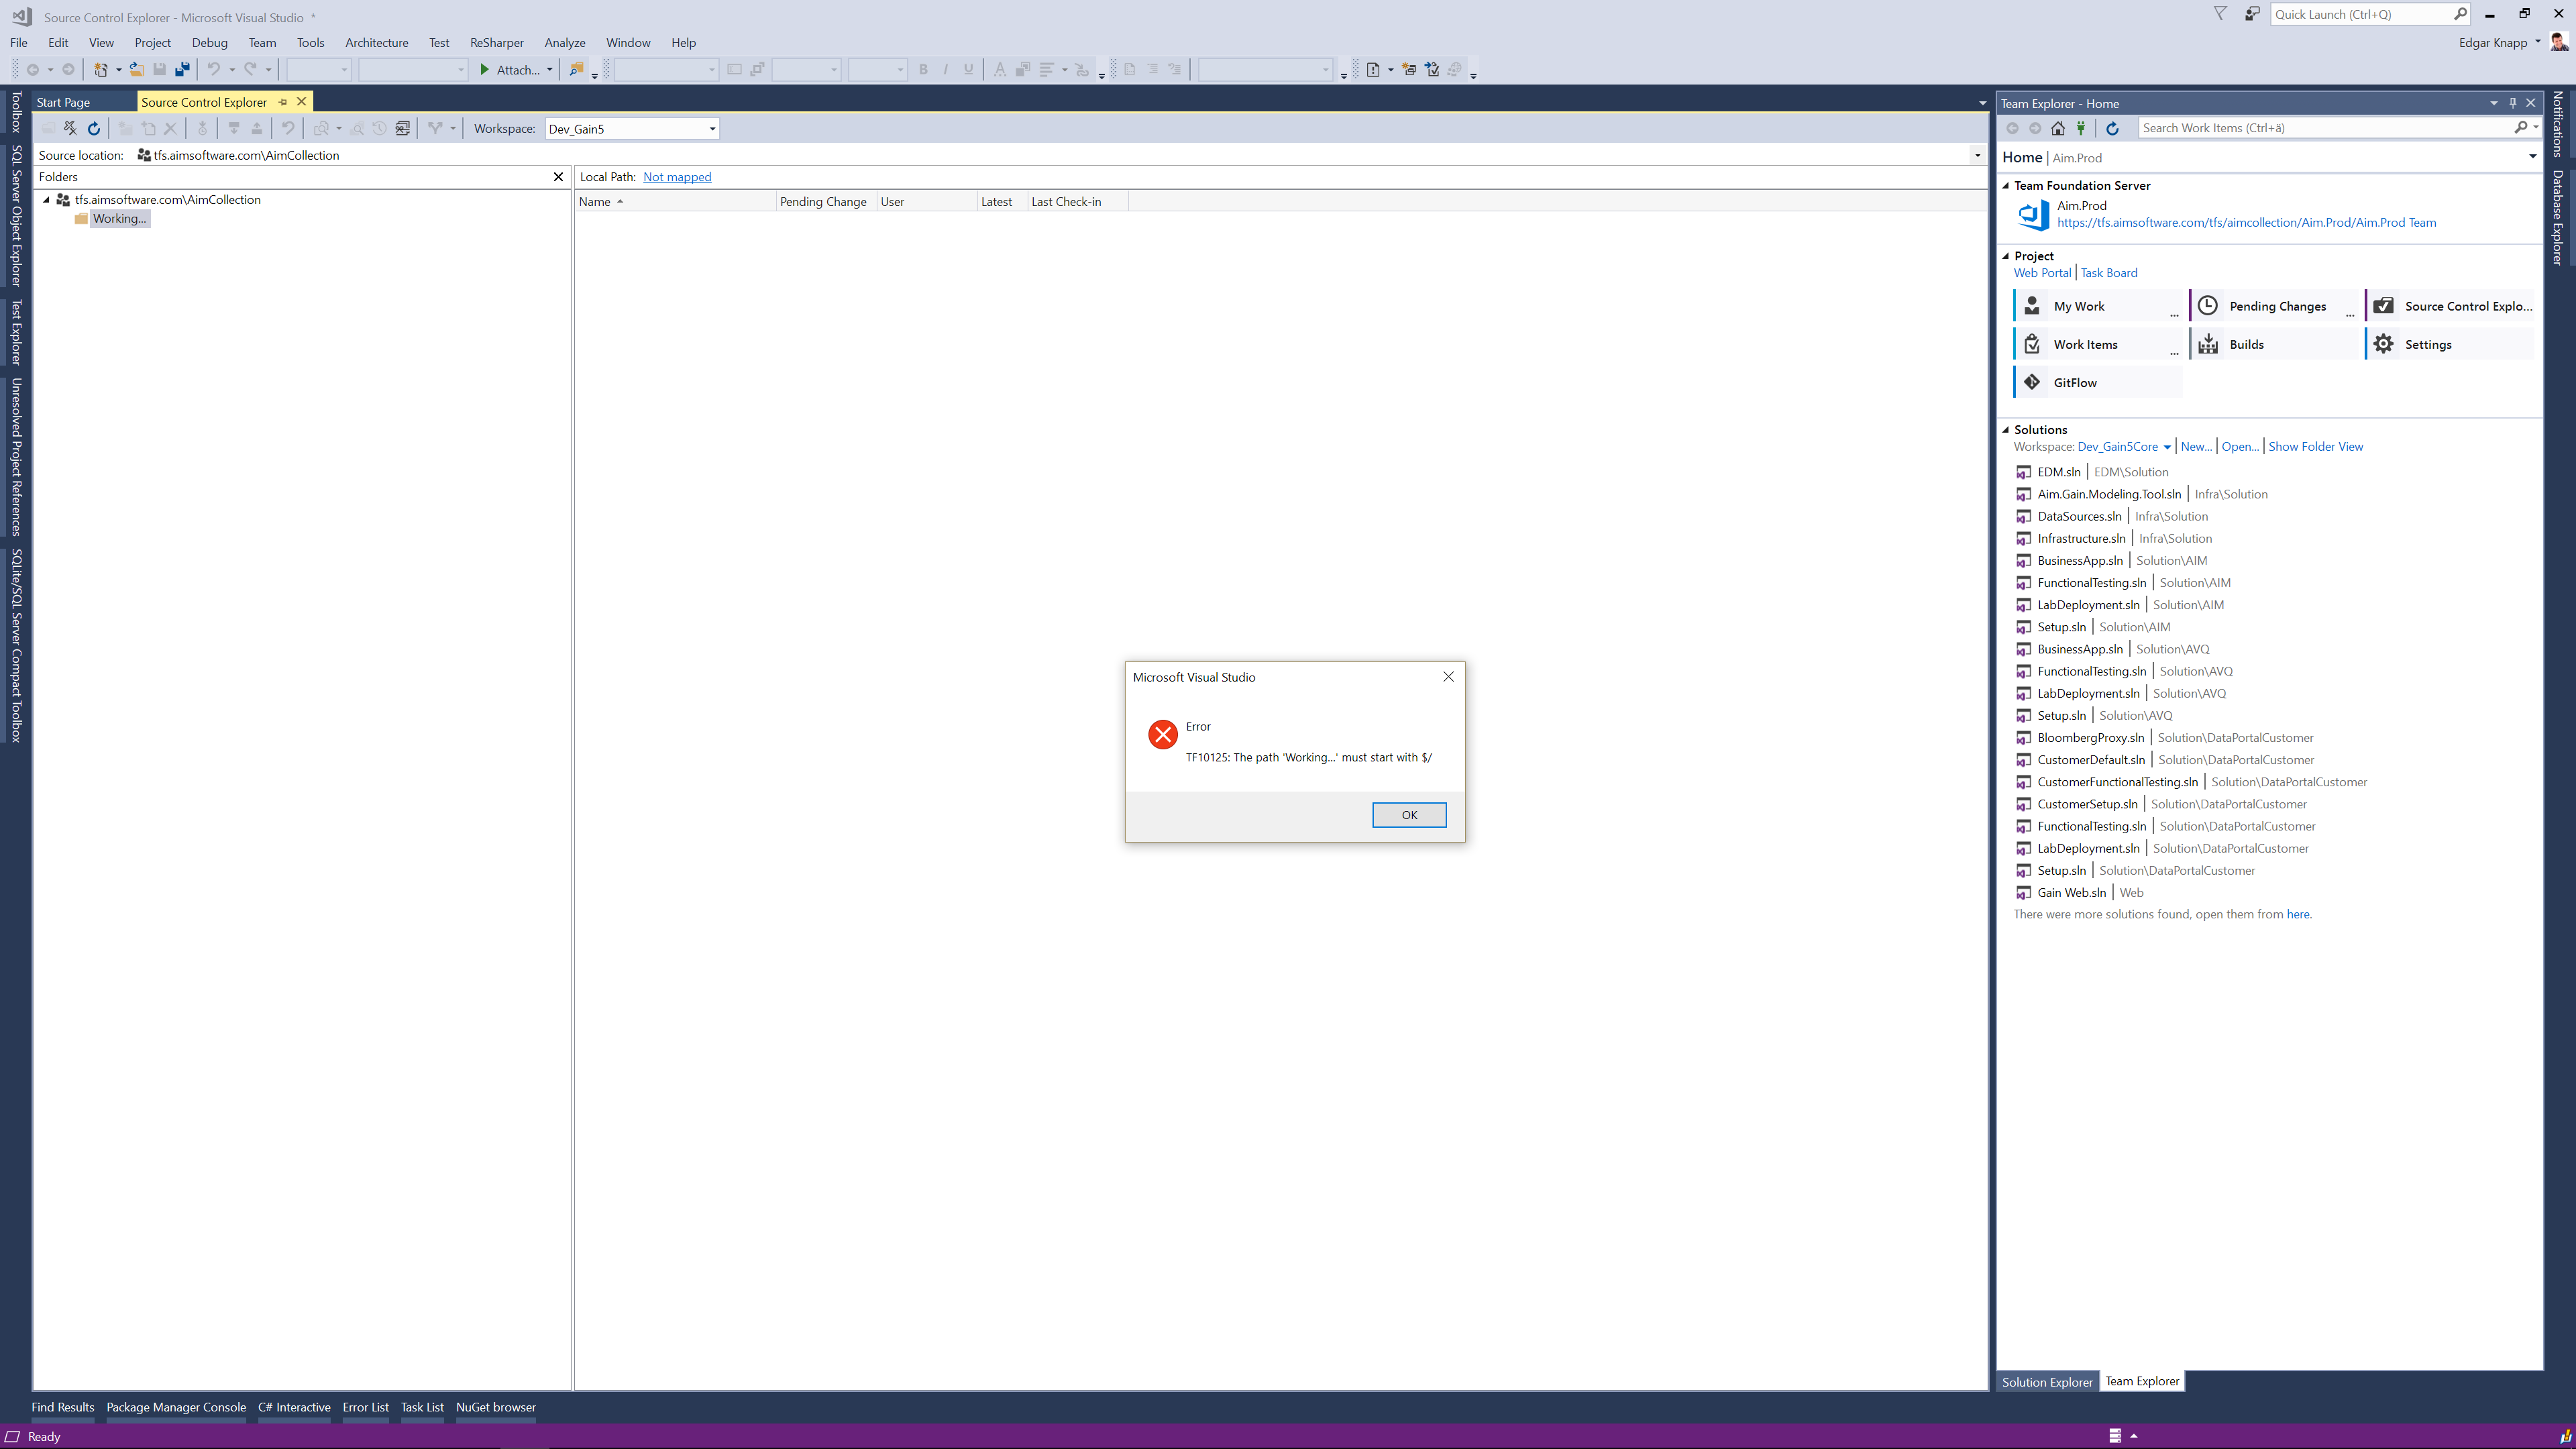 Source Control Explorer - Microsoft Visual Studio *
Quick Launch (Ctrl+Q)
File Edit View Project Debug Team Tools Architecture Test ReSharper Analyze Window Help
Edgar Knapp
Attach...
Toolbox
SQL Server Object Explorer
Test Explorer
Unresolved Project References
SQLite/SQL Server Compact Toolbox
Start Page
Source Control Explorer
Workspace: Dev_Gain5
Source location: tfs.aimsoftware.com\AimCollection
Folders
tfs.aimsoftware.com\AimCollection
Working...
Local Path: Not mapped
Name Pending Change User Latest Last Check-in
Microsoft Visual Studio
Error
TF10125: The path 'Working...' must start with $/
OK
Team Explorer - Home
Search Work Items (Ctrl+ä)
Home | Aim.Prod
Team Foundation Server
Aim.Prod
https://tfs.aimsoftware.com/tfs/aimcollection/Aim.Prod/Aim.Prod Team
Project
Web Portal | Task Board
My Work ...
Pending Changes ...
Source Control Explo...
Work Items ...
Builds
Settings
GitFlow
Solutions
Workspace: Dev_Gain5Core | New... | Open... | Show Folder View
EDM.sln | EDM\Solution
Aim.Gain.Modeling.Tool.sln | Infra\Solution
DataSources.sln | Infra\Solution
Infrastructure.sln | Infra\Solution
BusinessApp.sln | Solution\AIM
FunctionalTesting.sln | Solution\AIM
LabDeployment.sln | Solution\AIM
Setup.sln | Solution\AIM
BusinessApp.sln | Solution\AVQ
FunctionalTesting.sln | Solution\AVQ
LabDeployment.sln | Solution\AVQ
Setup.sln | Solution\AVQ
BloombergProxy.sln | Solution\DataPortalCustomer
CustomerDefault.sln | Solution\DataPortalCustomer
CustomerFunctionalTesting.sln | Solution\DataPortalCustomer
CustomerSetup.sln | Solution\DataPortalCustomer
FunctionalTesting.sln | Solution\DataPortalCustomer
LabDeployment.sln | Solution\DataPortalCustomer
Setup.sln | Solution\DataPortalCustomer
Gain Web.sln | Web
There were more solutions found, open them from here.
Solution Explorer
Team Explorer
Notifications
Database Explorer
Find Results Package Manager Console C# Interactive Error List Task List NuGet browser
Ready